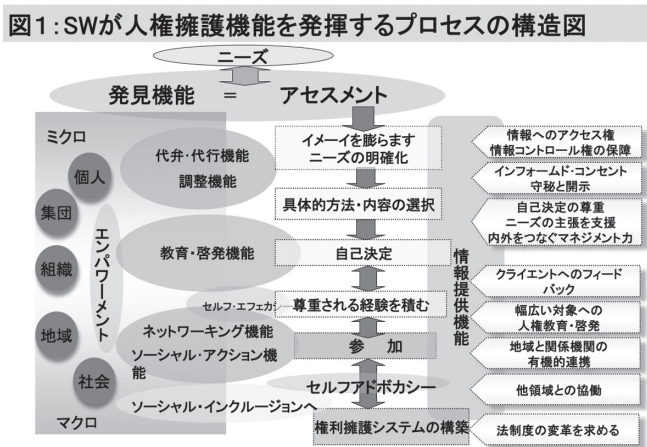 図1:SWが人権擁護機能を発揮するプロセスの構造図
ニーズ
発見機能 = アセスメント
ミクロ
個人
集団
組織
地域
社会
マクロ
エンパワーメント
代弁・代行機能
調整機能
教育・啓発機能
セルフ・エフェカシー
ネットワーキング機能
ソーシャル・アクション機
能
ソーシャル・インクルージョンへ
イメーイを膨らます
ニーズの明確化
具体的方法・内容の選択
自己決定
尊重される経験を積む
参 加
セルフアドボカシー
権利擁護システムの構築
情報提供機能
情報へのアクセス権
情報コントロール権の保障
インフォームド・コンセント
守秘と開示
自己決定の尊重
ニーズの主張を支援
内外をつなぐマネジメント力
クライエントへのフィード
バック
幅広い対象への
人権教育・啓発
地域と関係機関の
有機的連携
他領域との協働
法制度の変革を求める